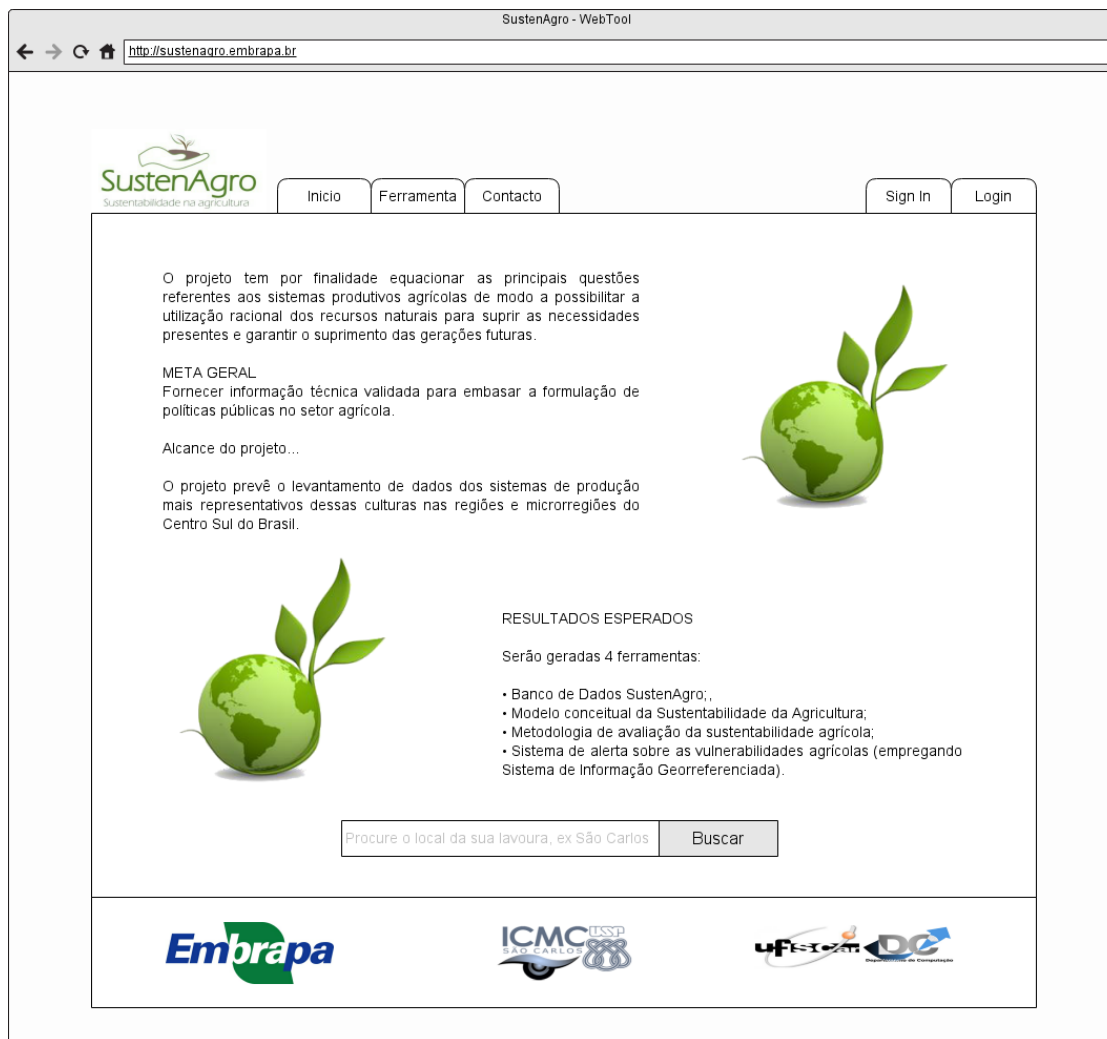 SustenAgro - WebTool
http://sustenagro.embrapa.br
SustenAgro
Sustentabilidade na agricultura
Inicio
Ferramenta
Contacto
Sign In
Login
O projeto tem por finalidade equacionar as principais questões
referentes aos sistemas produtivos agrícolas de modo a possibilitar a
utilização racional dos recursos naturais para suprir as necessidades
presentes e garantir o suprimento das gerações futuras.
META GERAL
Fornecer informação técnica validada para embasar a formulação de
políticas públicas no setor agrícola.
Alcance do projeto...
O projeto prevê o levantamento de dados dos sistemas de produção
mais representativos dessas culturas nas regiões e microrregiões do
Centro Sul do Brasil.
RESULTADOS ESPERADOS
Serão geradas 4 ferramentas:
• Banco de Dados SustenAgro;,
• Modelo conceitual da Sustentabilidade da Agricultura;
• Metodologia de avaliação da sustentabilidade agrícola;
• Sistema de alerta sobre as vulnerabilidades agrícolas (empregando
Sistema de Informação Georreferenciada).
Procure o local da sua lavoura, ex São Carlos
Buscar
Embrapa
ICMC USP
SÃO CARLOS
ufscar DC
Departamento de Computação